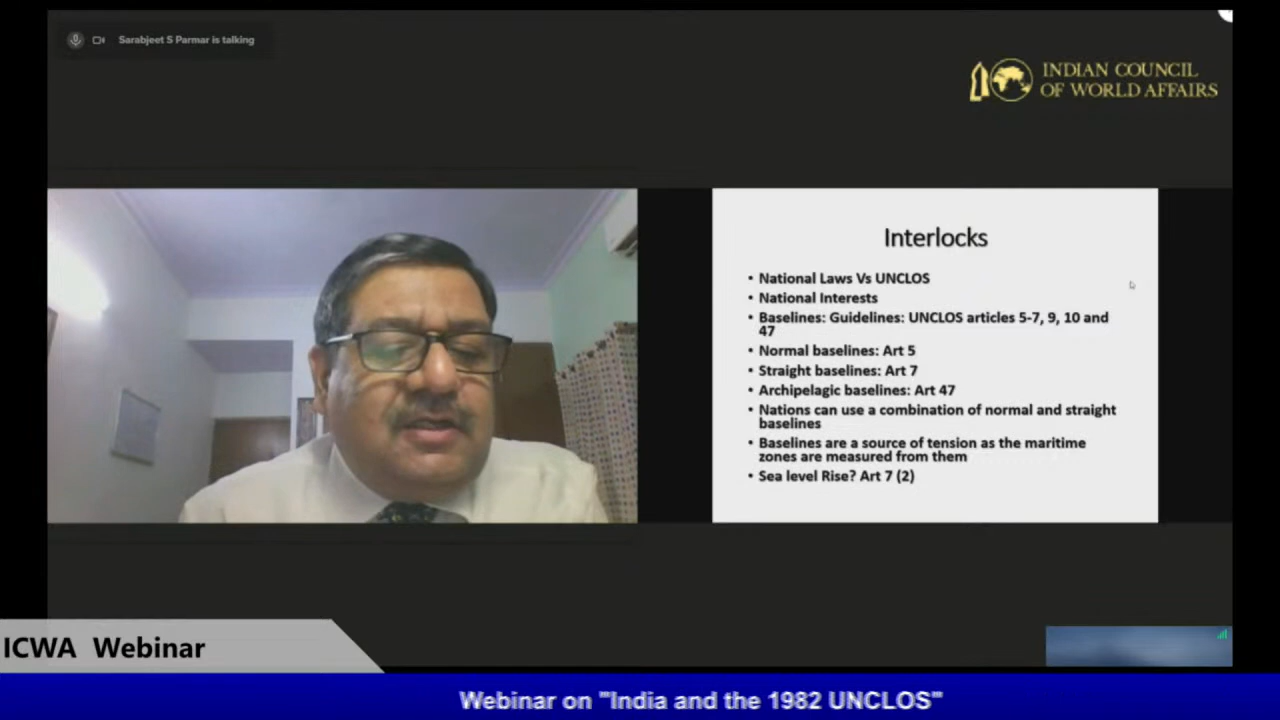 Sarabjeet S Parmar is talking
INDIAN COUNCIL
OF WORLD AFFAIRS
Interlocks
• National Laws Vs UNCLOS
• National Interests
• Baselines: Guidelines: UNCLOS articles 5-7, 9, 10 and
47
• Normal baselines: Art 5
• Straight baselines: Art 7
• Archipelagic baselines: Art 47
• Nations can use a combination of normal and straight
baselines
• Baselines are a source of tension as the maritime
zones are measured from them
• Sea level Rise? Art 7 (2)
ICWA Webinar
Webinar on "India and the 1982 UNCLOS"